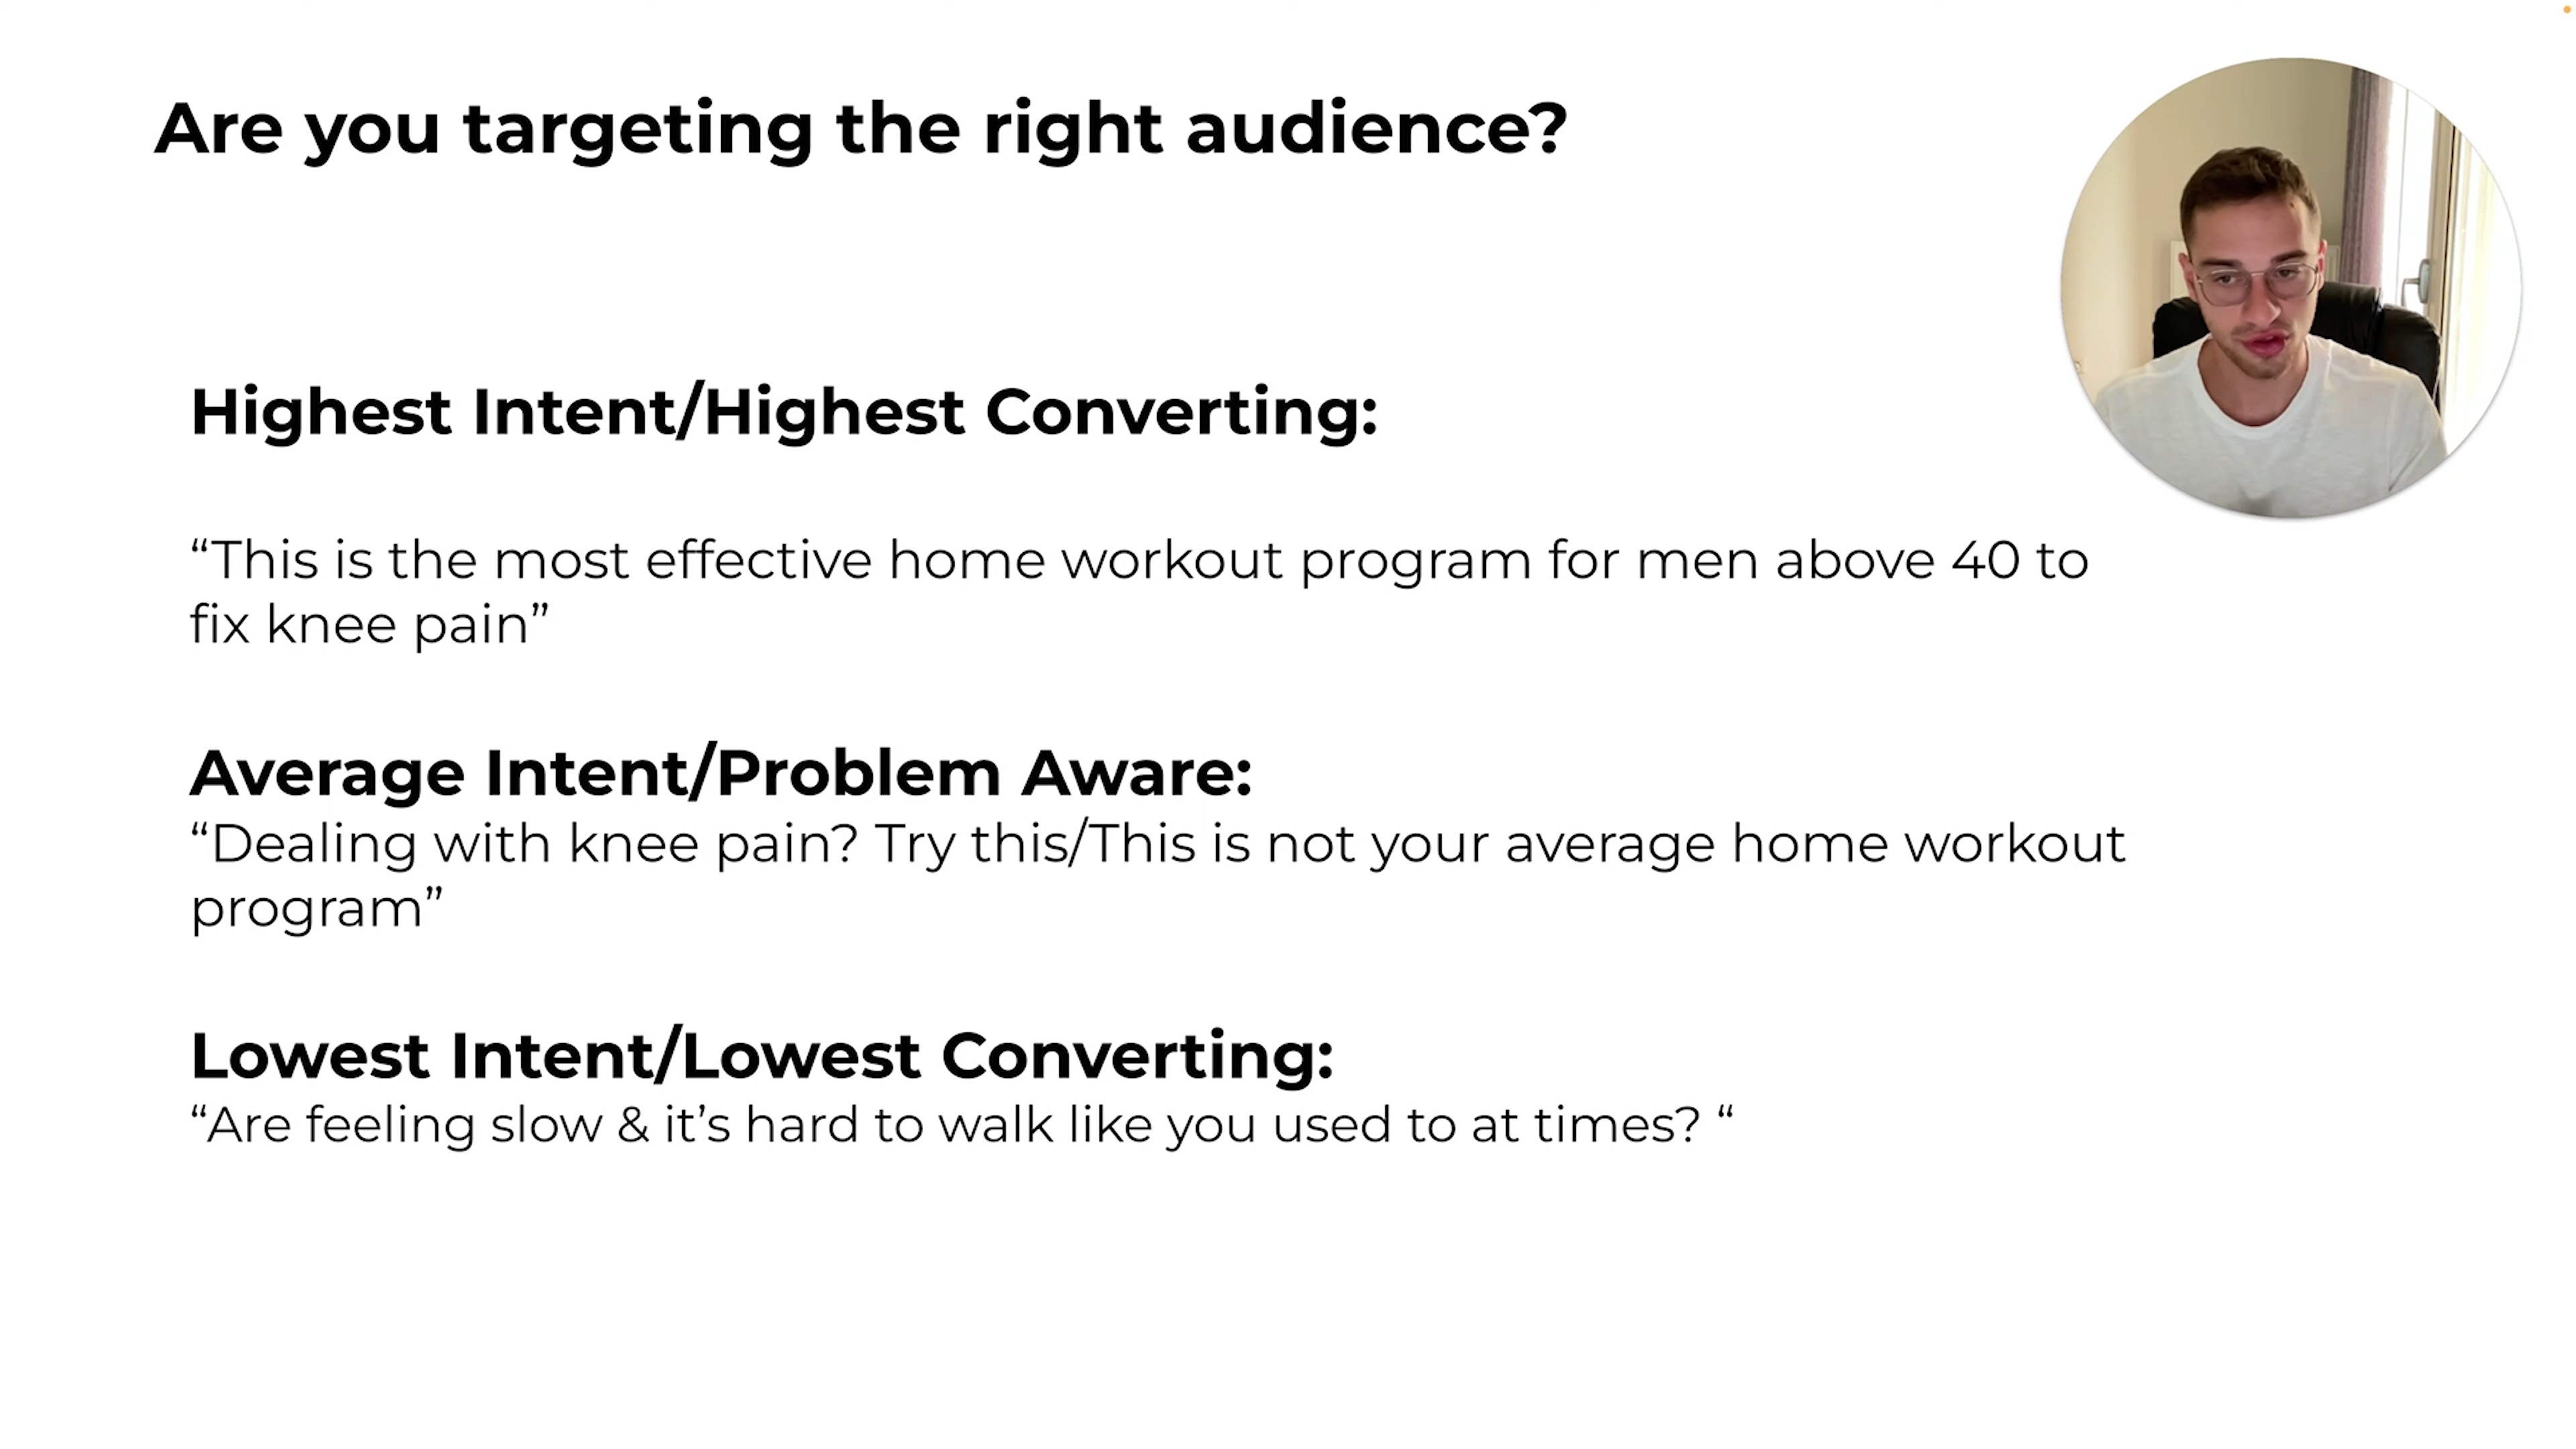 Are you targeting the right audience?
Highest Intent/Highest Converting:
“This is the most effective home workout program for men above 40 to
fix knee pain”
Average Intent/Problem Aware:
“Dealing with knee pain? Try this/This is not your average home workout
program”
Lowest Intent/Lowest Converting:
“Are feeling slow & it’s hard to walk like you used to at times? “